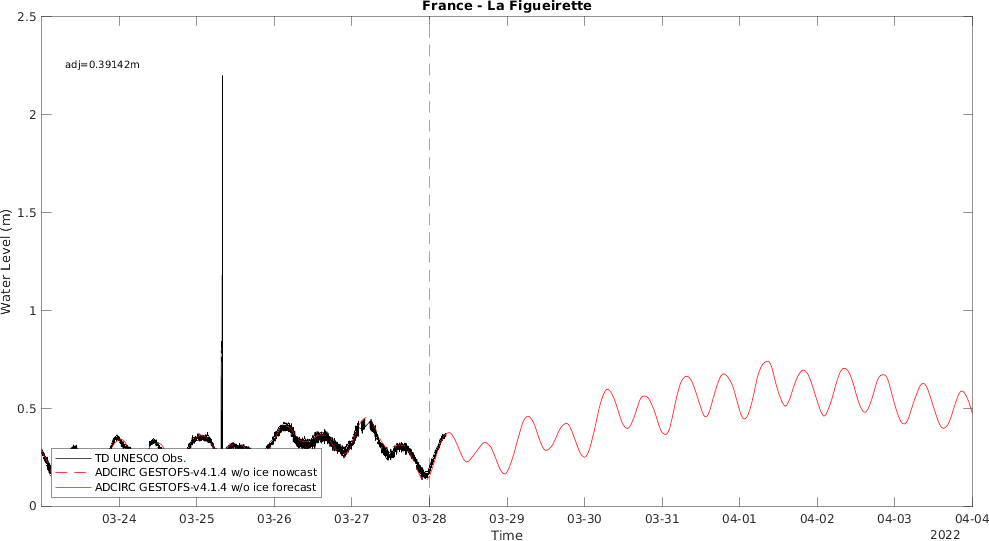 France - La Figueirette
2.5
adj=0.39142m
2
1.5
Water Level (m)
1
0.5
TD UNESCO Obs.
ADCIRC GESTOFS-v4.1.4 w/o ice nowcast
ADCIRC GESTOFS-v4.1.4 w/o ice forecast
0
03-24 03-25 03-26 03-27 03-28 03-29 03-30 03-31 04-01 04-02 04-03 04-04
Time
2022